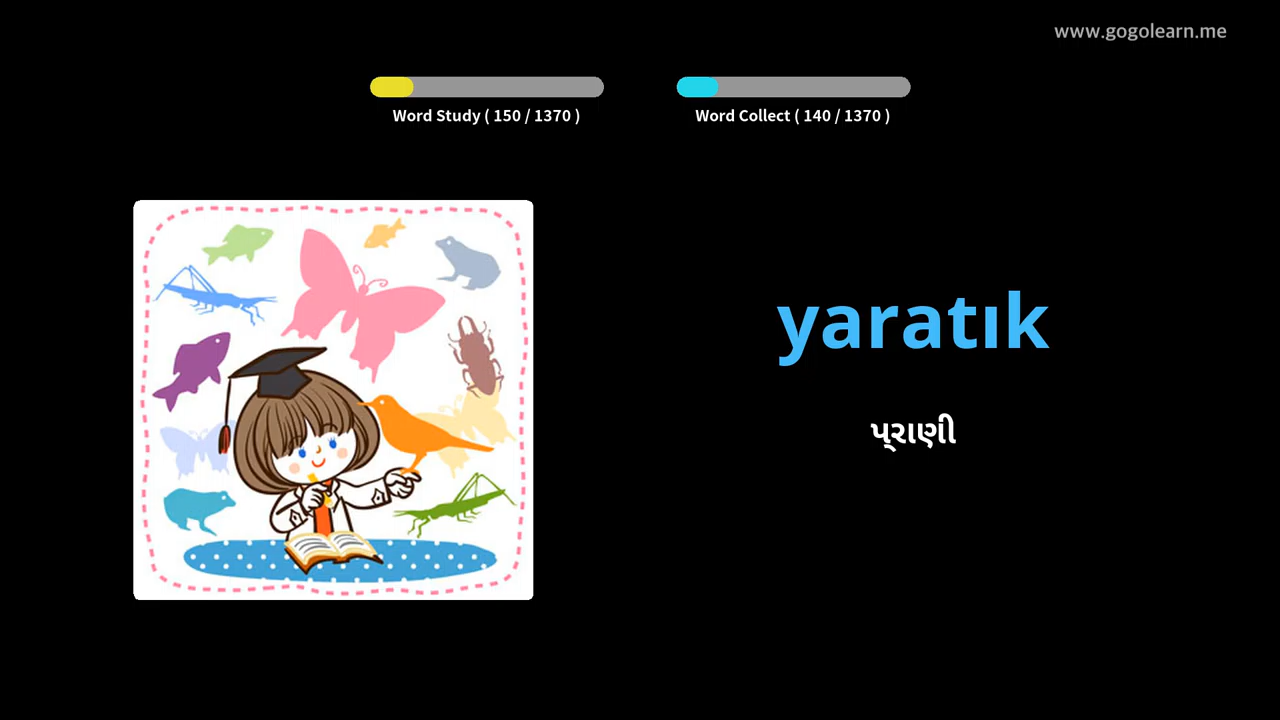 www.gogolearn.me
Word Study ( 150 / 1370 )
Word Collect ( 140 / 1370 )
yaratık
પ્રાણી